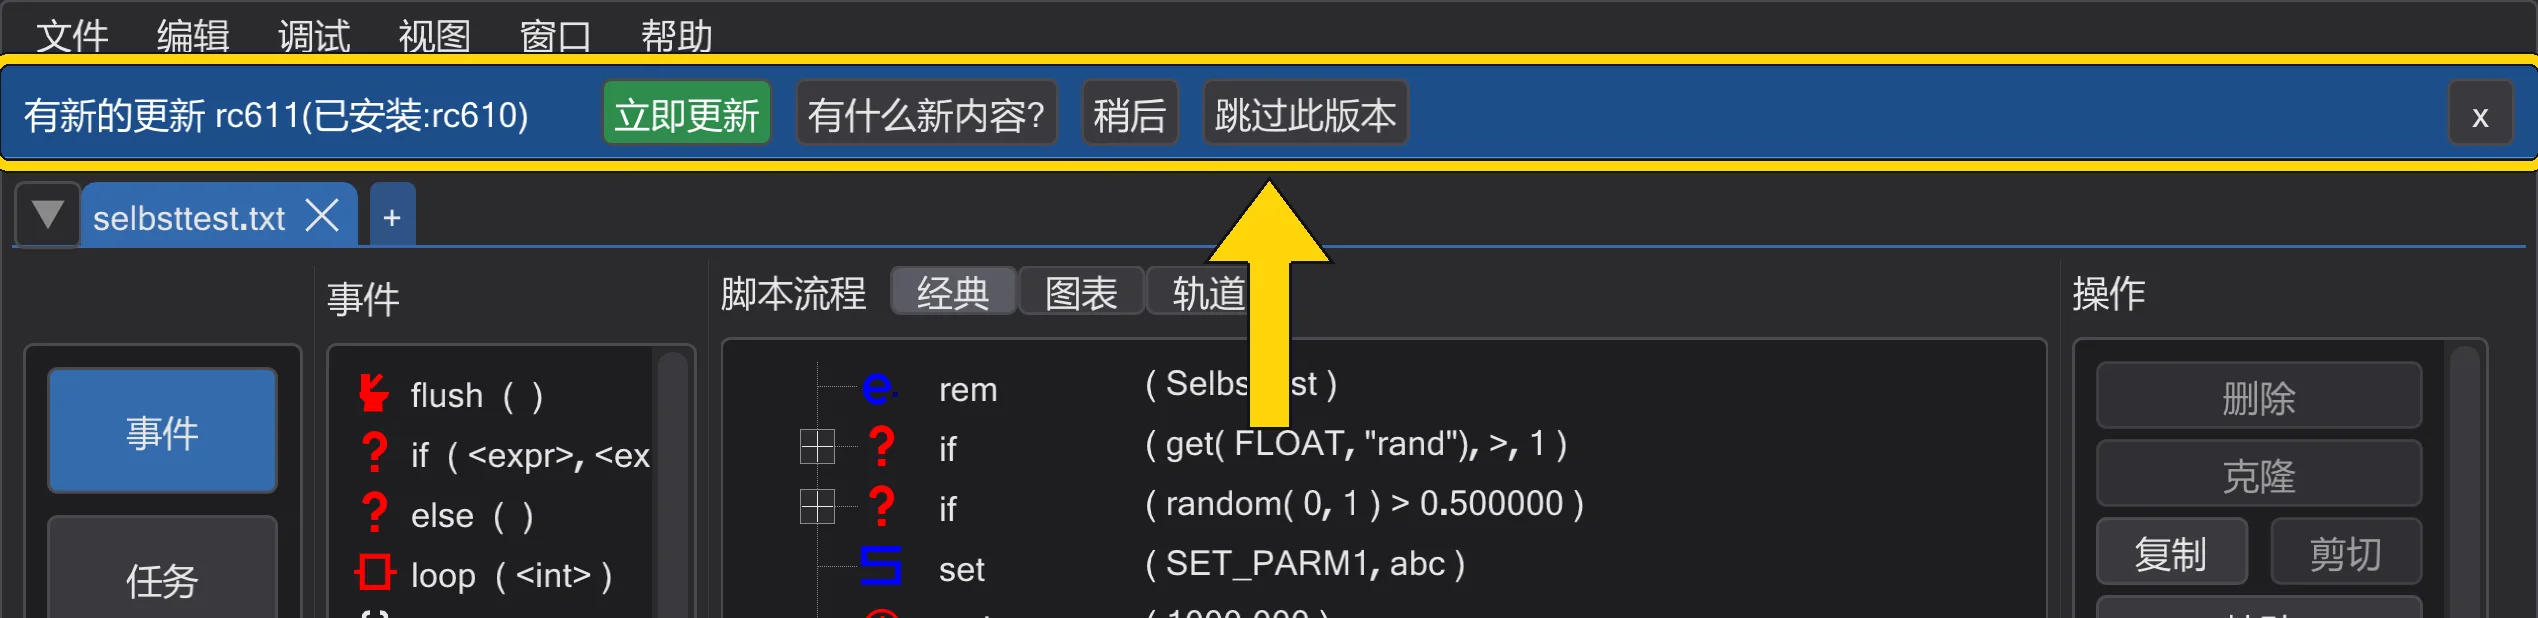 文件 编辑 调试 视图 窗口 帮助
有新的更新 rc611(已安装:rc610) 立即更新 有什么新内容? 稍后 跳过此版本 x
selbsttest.txt +
事件 脚本流程 经典 图表 轨道 操作
事件
任务
flush ( )
if ( <expr>, <ex
else ( )
loop ( <int> )
rem ( Selbs st )
if ( get( FLOAT, "rand"), >, 1 )
if ( random( 0, 1 ) > 0.500000 )
set ( SET_PARM1, abc )
删除
克隆
复制 剪切